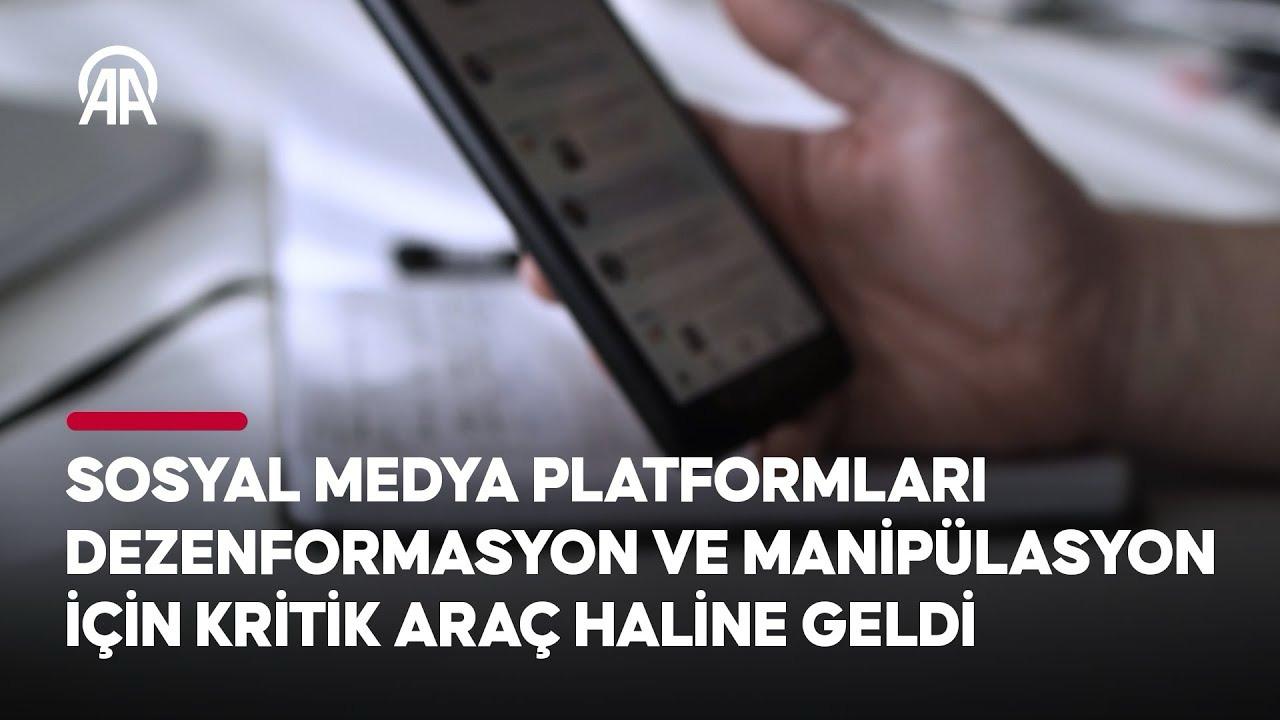 AA
SOSYAL MEDYA PLATFORMLARI
DEZENFORMASYON VE MANİPÜLASYON
İÇİN KRİTİK ARAÇ HALİNE GELDİ